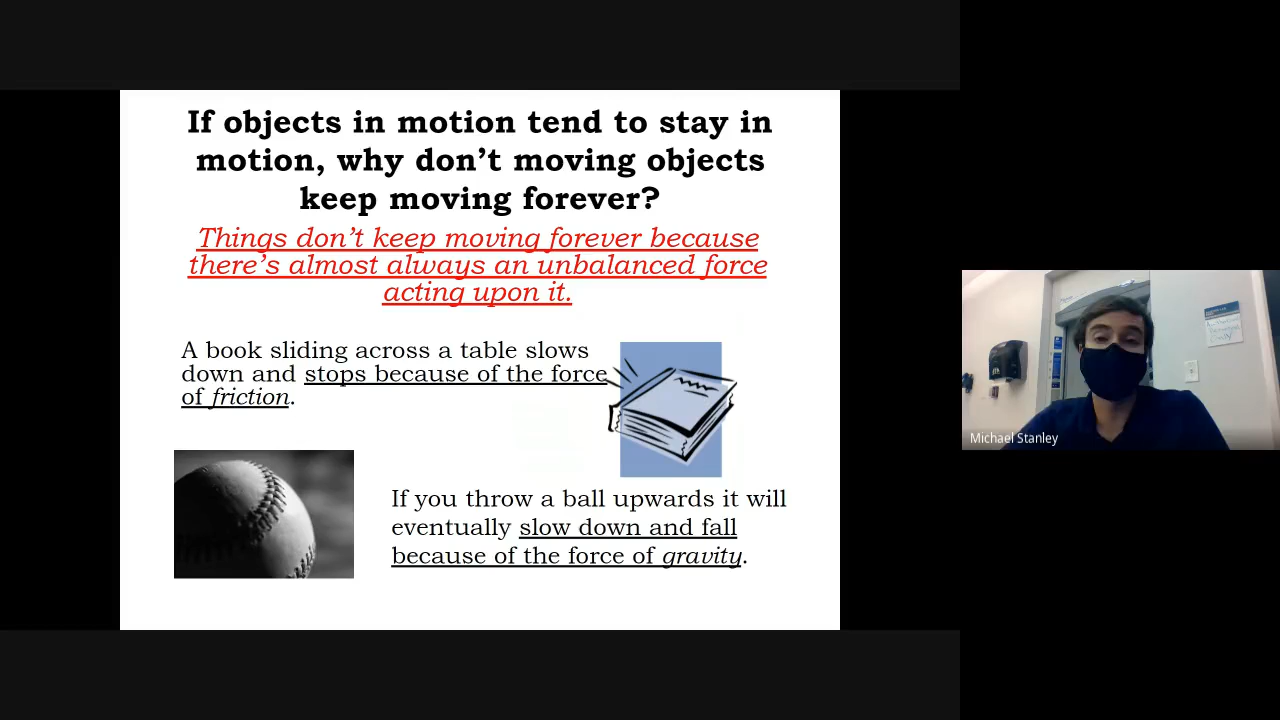 If objects in motion tend to stay in
motion, why don't moving objects
keep moving forever?
Things don't keep moving forever because
there's almost always an unbalanced force
acting upon it.
A book sliding across a table slows
down and stops because of the force
of friction.
If you throw a ball upwards it will
eventually slow down and fall
because of the force of gravity.
Michael Stanley